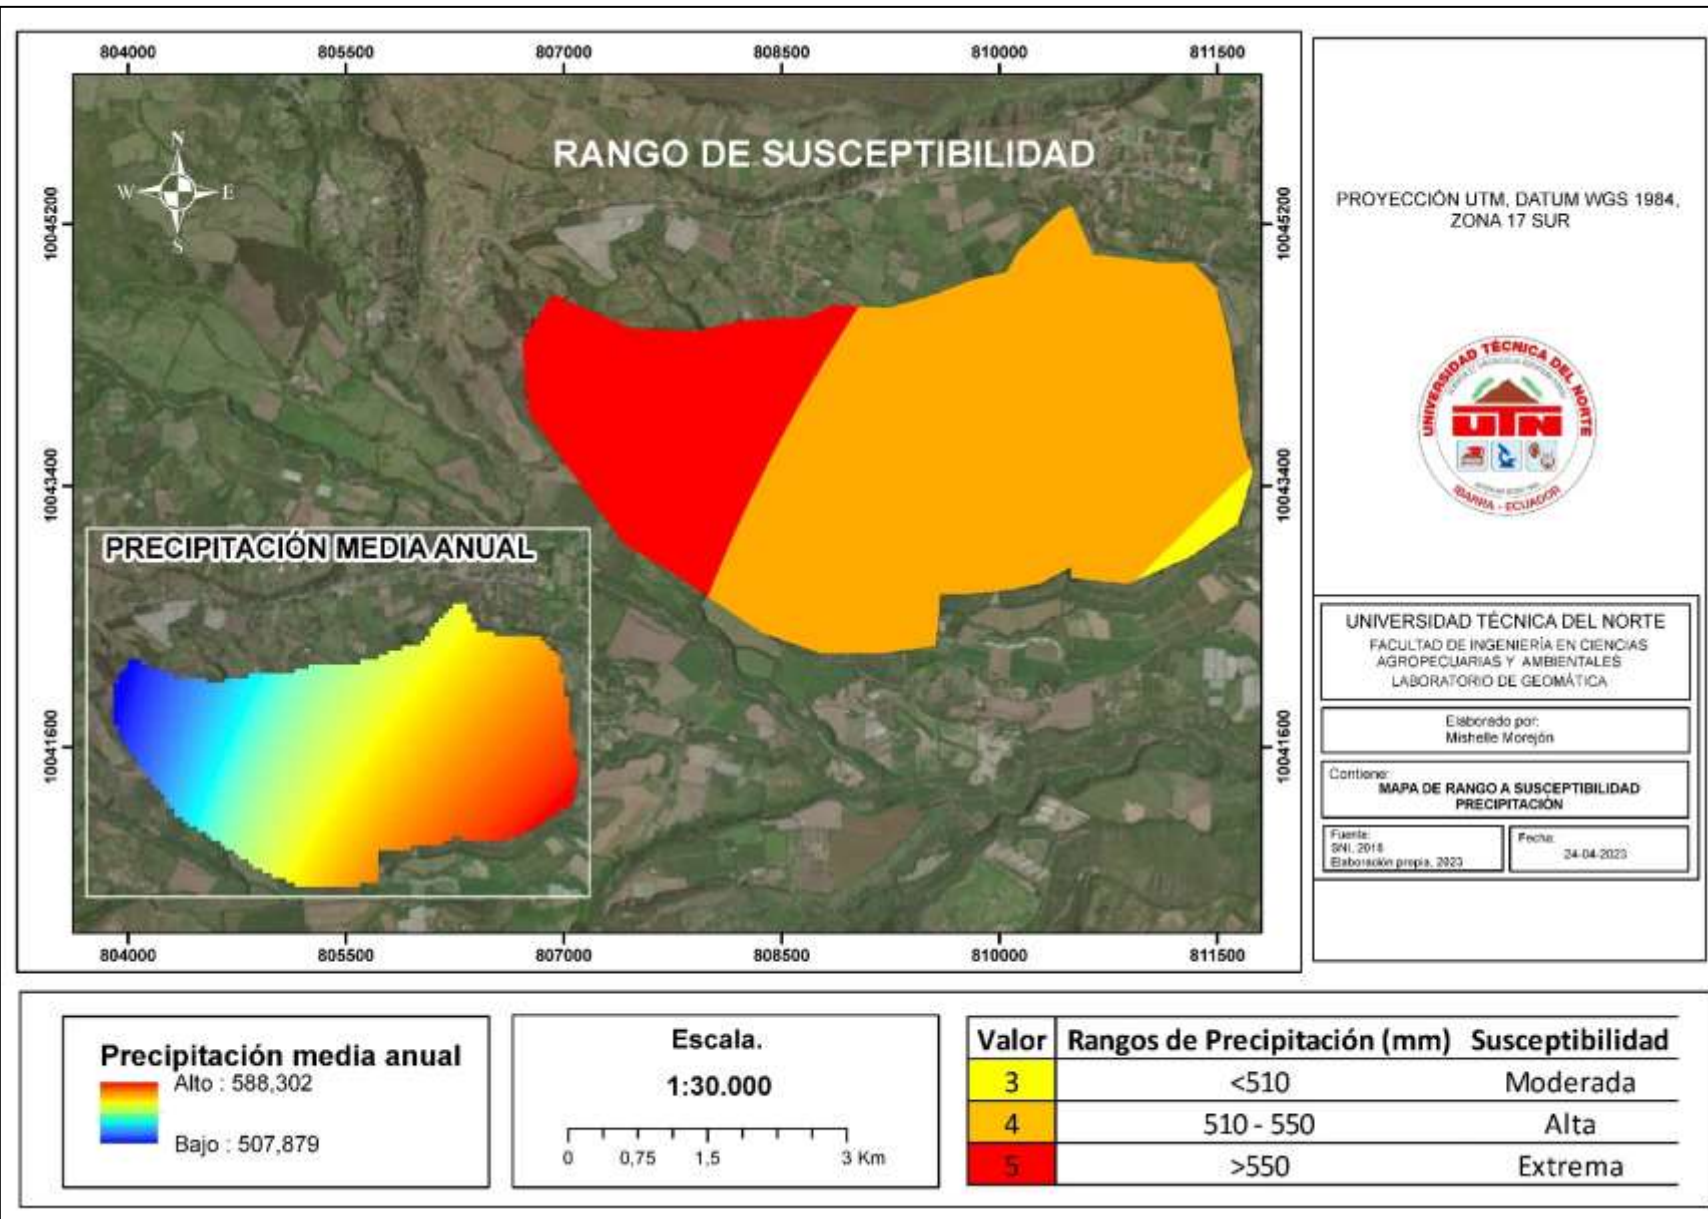 804000 805500 807000 808500 810000 811500
RANGO DE SUSCEPTIBILIDAD
N
W E
S
10045200 10045200
10043400 10043400
10041600 10041600
PRECIPITACIÓN MEDIA ANUAL
804000 805500 807000 808500 810000 811500
PROYECCIÓN UTM, DATUM WGS 1984,
ZONA 17 SUR
UNIVERSIDAD TÉCNICA DEL NORTE
UTN
IBARRA - ECUADOR
UNIVERSIDAD TÉCNICA DEL NORTE
FACULTAD DE INGENIERÍA EN CIENCIAS
AGROPECUARIAS Y AMBIENTALES
LABORATORIO DE GEOMÁTICA
Elaborado por:
Mishelle Morejón
Contiene:
MAPA DE RANGO A SUSCEPTIBILIDAD
PRECIPITACIÓN
Fuente:
SNI,
Elaboración propia, 2023
Fecha:
24-04-2023
Precipitación media anual
Alto : 588,302
Bajo : 507,879
Escala.
1:30.000
0 0,75 1,5 3 Km
Valor Rangos de Precipitación (mm) Susceptibilidad
3 <510 Moderada
4 510 - 550 Alta
5 >550 Extrema